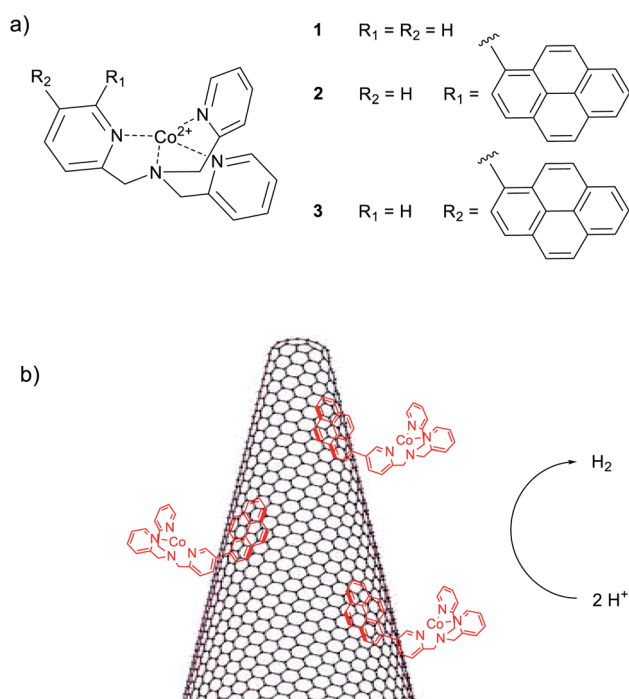 a)
1 R₁ = R₂ = H
R₂ R₁
N N Co²⁺ N N
2 R₂ = H R₁ =
3 R₁ = H R₂ =
b)
N Co N N N
H₂
N Co N N N
2 H⁺
N Co N N N